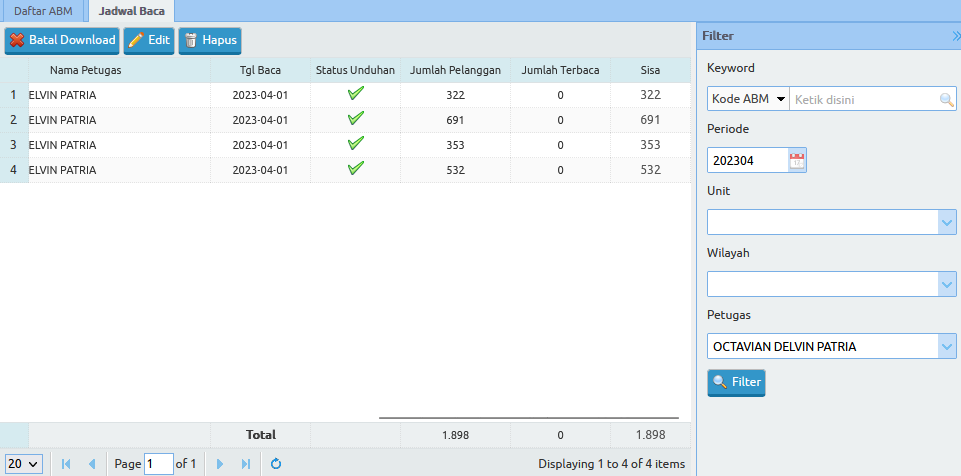 Daftar ABM Jadwal Baca
Batal Download Edit Hapus
Nama Petugas Tgl Baca Status Unduhan Jumlah Pelanggan Jumlah Terbaca Sisa
1 ELVIN PATRIA 2023-04-01 322 0 322
2 ELVIN PATRIA 2023-04-01 691 0 691
3 ELVIN PATRIA 2023-04-01 353 0 353
4 ELVIN PATRIA 2023-04-01 532 0 532
Total 1.898 0 1.898
20 Page 1 of 1 Displaying 1 to 4 of 4 items
Filter
Keyword
Kode ABM Ketik disini
Periode
202304
Unit
Wilayah
Petugas
OCTAVIAN DELVIN PATRIA
Filter